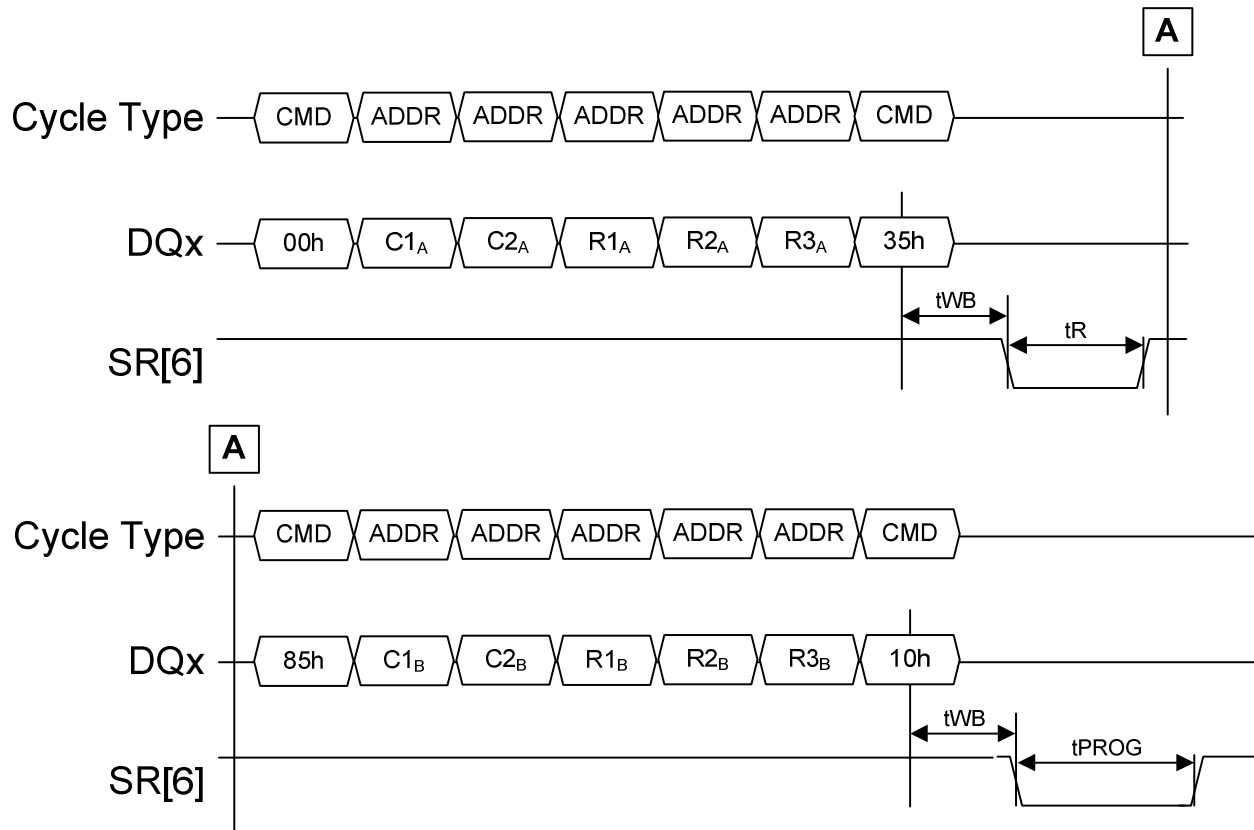 A
Cycle Type CMD ADDR ADDR ADDR ADDR ADDR CMD
DQx 00h C1A C2A R1A R2A R3A 35h
tWB
tR
SR[6]
A
Cycle Type CMD ADDR ADDR ADDR ADDR ADDR CMD
DQx 85h C1B C2B R1B R2B R3B 10h
tWB
tPROG
SR[6]